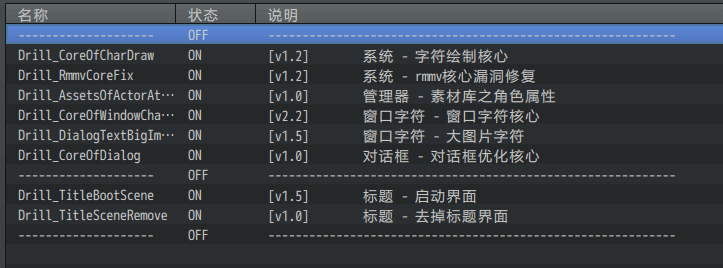 名称 状态 说明
-------------------- OFF ------------------------------------------------------------
Drill_CoreOfCharDraw ON [v1.2] 系统 - 字符绘制核心
Drill_RmmvCoreFix ON [v1.2] 系统 - rmmv核心漏洞修复
Drill_AssetsOfActorAt… ON [v1.0] 管理器 - 素材库之角色属性
Drill_CoreOfWindowCha… ON [v2.2] 窗口字符 - 窗口字符核心
Drill_DialogTextBigIm… ON [v1.5] 窗口字符 - 大图片字符
Drill_CoreOfDialog ON [v1.0] 对话框 - 对话框优化核心
-------------------- OFF ------------------------------------------------------------
Drill_TitleBootScene ON [v1.5] 标题 - 启动界面
Drill_TitleSceneRemove ON [v1.0] 标题 - 去掉标题界面
-------------------- OFF ------------------------------------------------------------